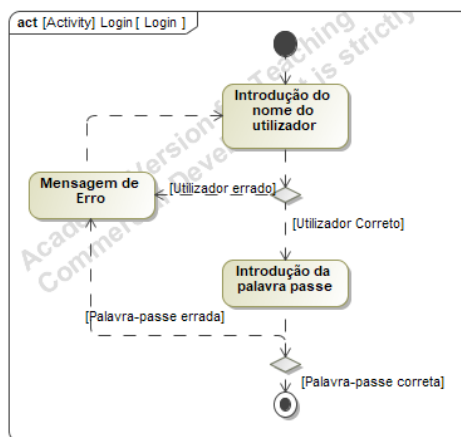 act [Activity] Login [ Login ]
Introdução do
nome do
utilizador
Mensagem de
Erro
[Utilizador errado]
[Utilizador Correto]
Introdução da
palavra passe
[Palavra-passe errada]
[Palavra-passe correta]